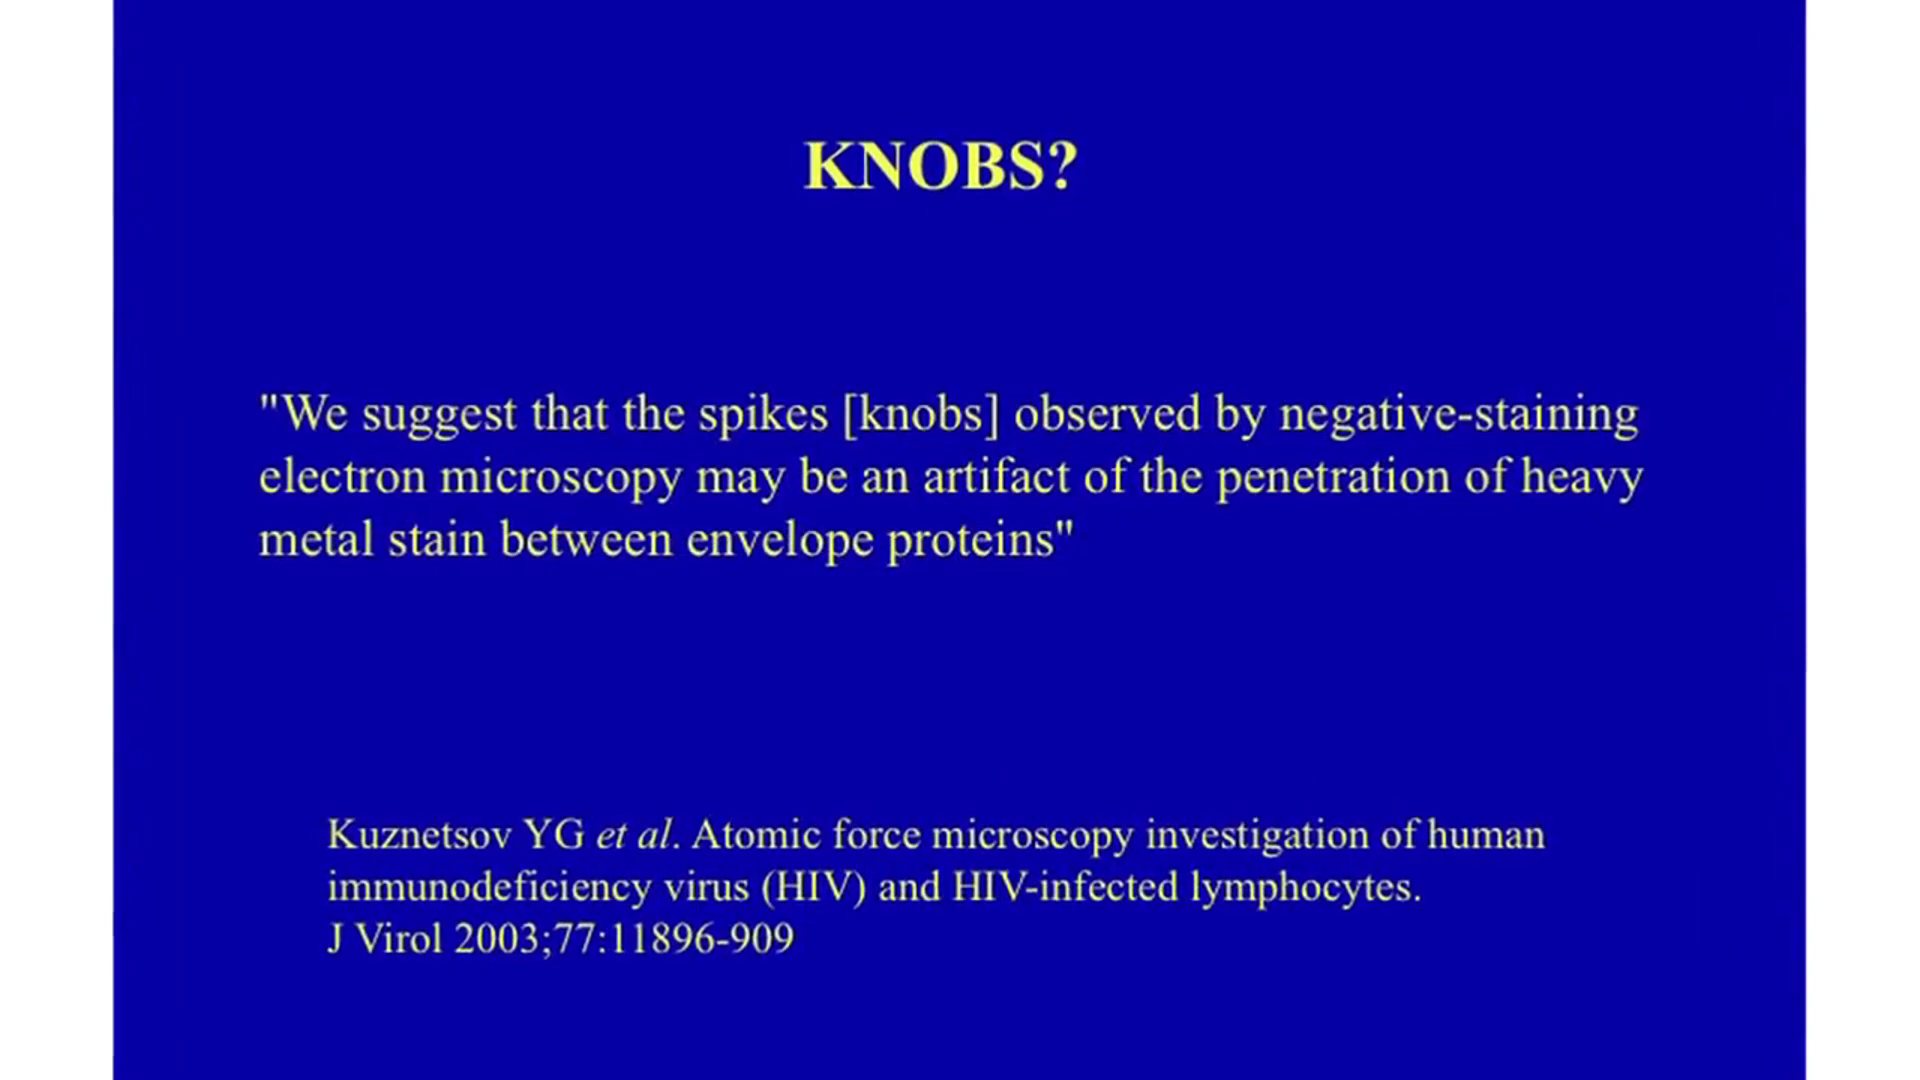 KNOBS?
"We suggest that the spikes [knobs] observed by negative-staining
electron microscopy may be an artifact of the penetration of heavy
metal stain between envelope proteins"
Kuznetsov YG et al. Atomic force microscopy investigation of human
immunodeficiency virus (HIV) and HIV-infected lymphocytes.
J Virol 2003;77:11896-909